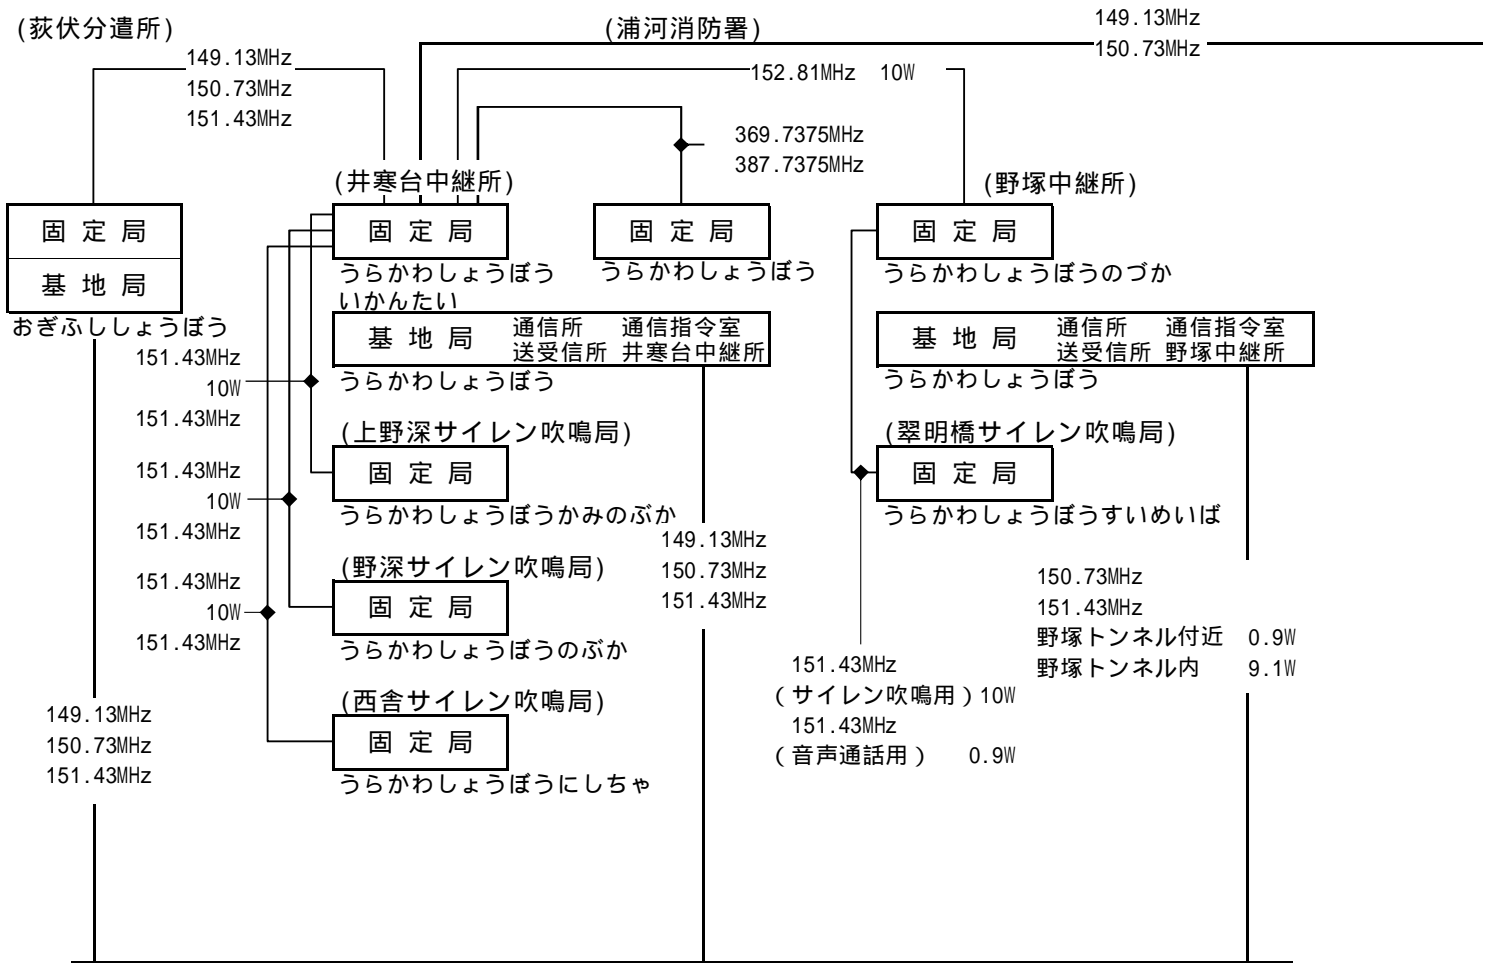 (荻伏分遣所)
(浦河消防署)
149.13MHz
150.73MHz
149.13MHz
150.73MHz
151.43MHz
152.81MHz 10W
369.7375MHz
387.7375MHz
(井寒台中継所)
(野塚中継所)
固定局
基地局
おぎふししょうぼう
固定局
うらかわしょうぼう
いかんたい
固定局
うらかわしょうぼう
固定局
うらかわしょうぼうのづか
基地局 通信所 通信指令室
送受信所 井寒台中継所
うらかわしょうぼう
基地局 通信所 通信指令室
送受信所 野塚中継所
うらかわしょうぼう
151.43MHz
10W
151.43MHz
(上野深サイレン吹鳴局)
固定局
うらかわしょうぼうかみのぶか
(翠明橋サイレン吹鳴局)
固定局
うらかわしょうぼうすいめいば
151.43MHz
10W
151.43MHz
149.13MHz
150.73MHz
151.43MHz
(野深サイレン吹鳴局)
固定局
うらかわしょうぼうのぶか
151.43MHz
10W
151.43MHz
150.73MHz
151.43MHz
野塚トンネル付近 0.9W
野塚トンネル内 9.1W
151.43MHz
(サイレン吹鳴用)10W
151.43MHz
(音声通話用) 0.9W
(西舎サイレン吹鳴局)
固定局
うらかわしょうぼうにしちゃ
149.13MHz
150.73MHz
151.43MHz